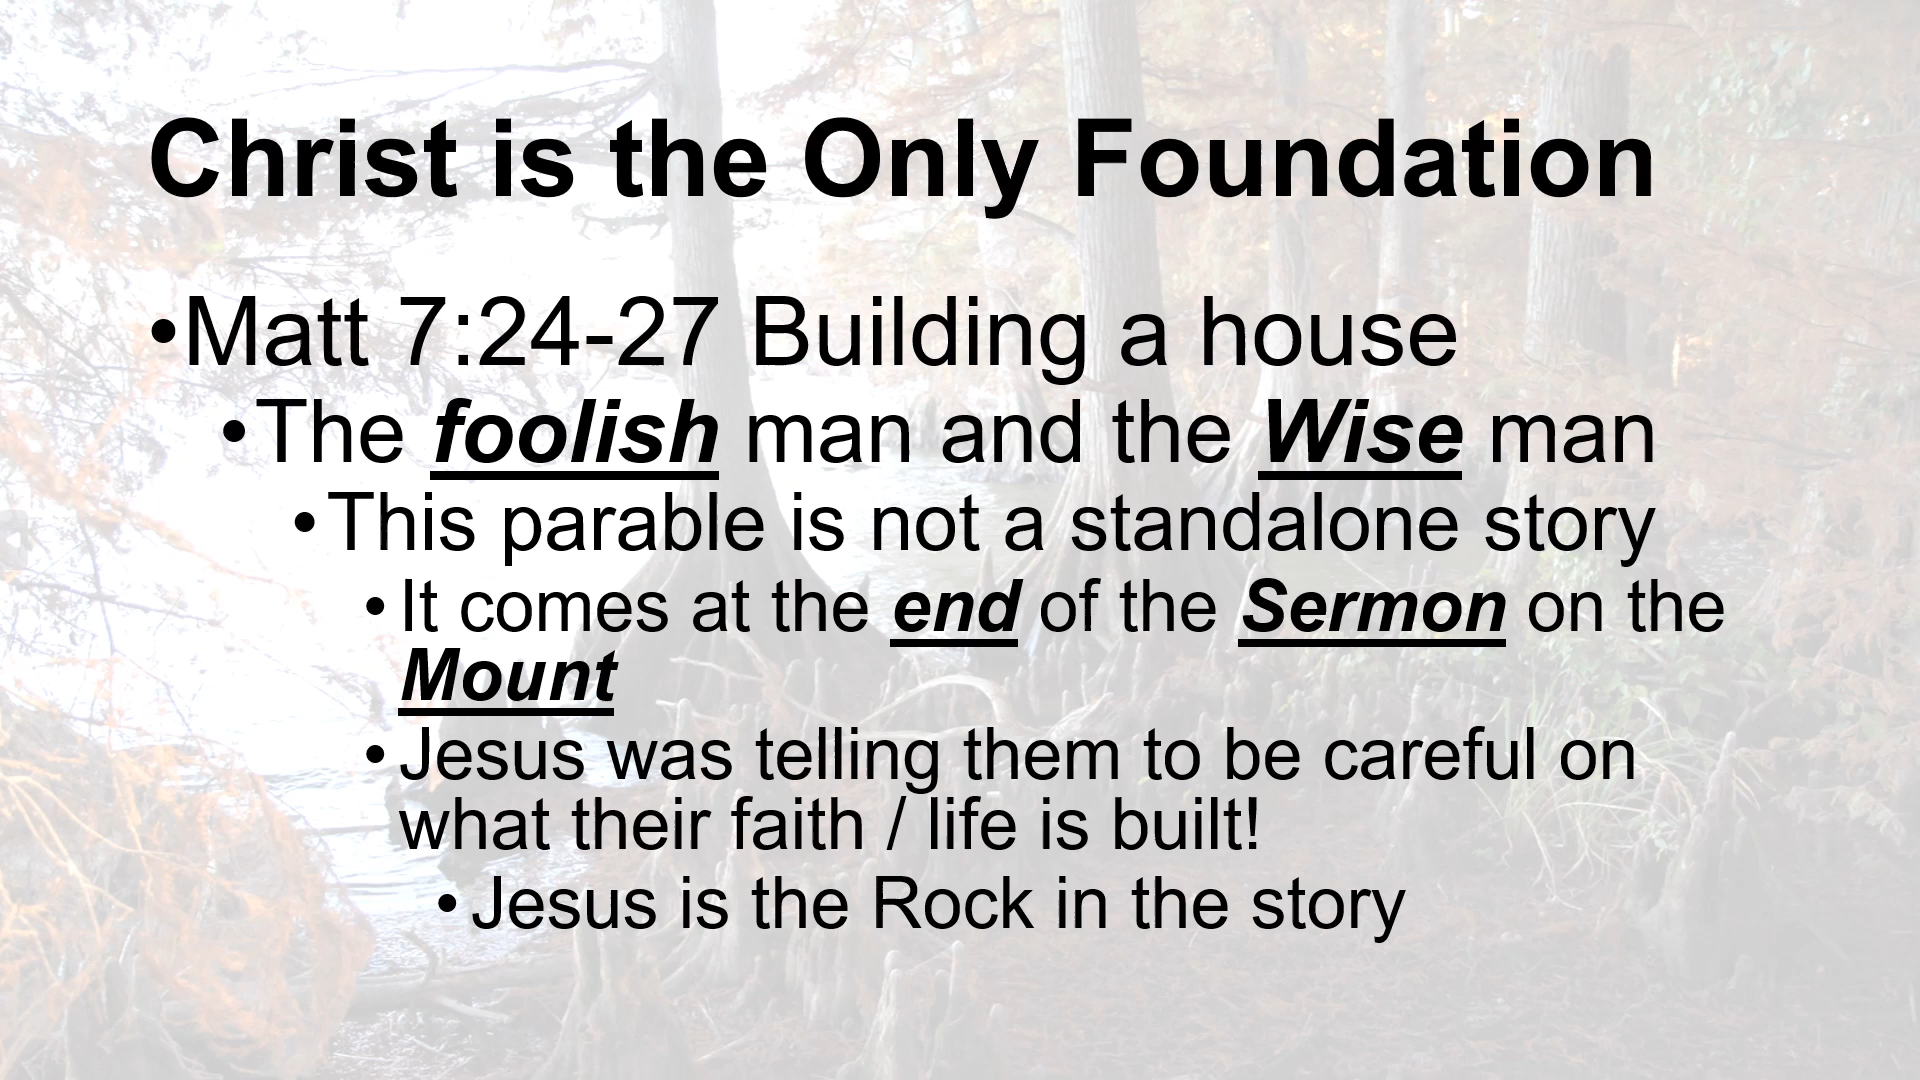 Christ is the Only Foundation
•Matt 7:24-27 Building a house
•The foolish man and the Wise man
•This parable is not a standalone story
•It comes at the end of the Sermon on the
Mount
•Jesus was telling them to be careful on
what their faith / life is built!
•Jesus is the Rock in the story